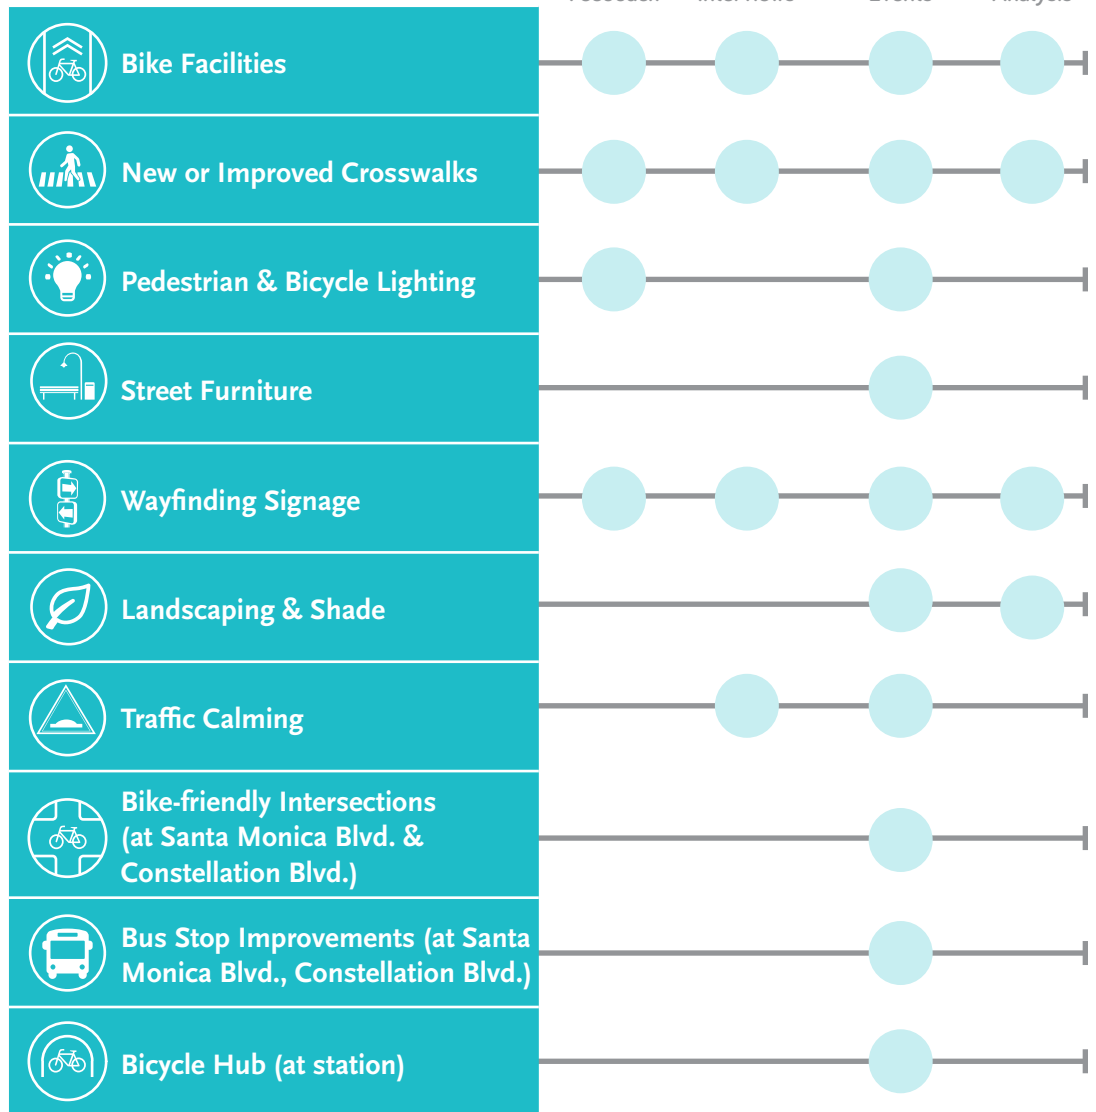 Events Analysis
Bike Facilities
New or Improved Crosswalks
Pedestrian & Bicycle Lighting
Street Furniture
Wayfinding Signage
Landscaping & Shade
Traffic Calming
Bike-friendly Intersections
(at Santa Monica Blvd. &
Constellation Blvd.)
Bus Stop Improvements (at Santa
Monica Blvd., Constellation Blvd.)
Bicycle Hub (at station)